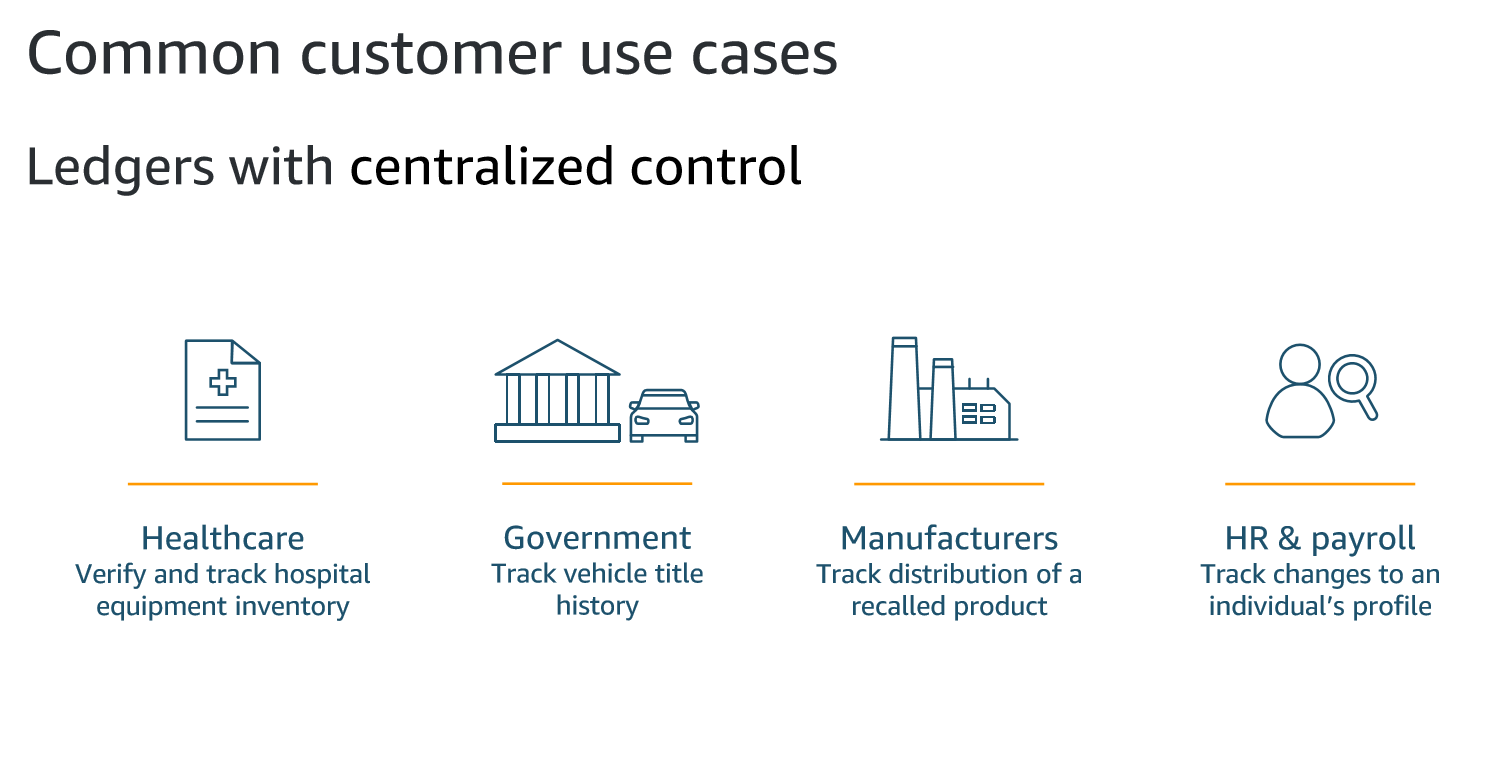 Common customer use cases
Ledgers with centralized control
Healthcare
Verify and track hospital
equipment inventory
Government
Track vehicle title
history
Manufacturers
Track distribution of a
recalled product
HR & payroll
Track changes to an
individual’s profile